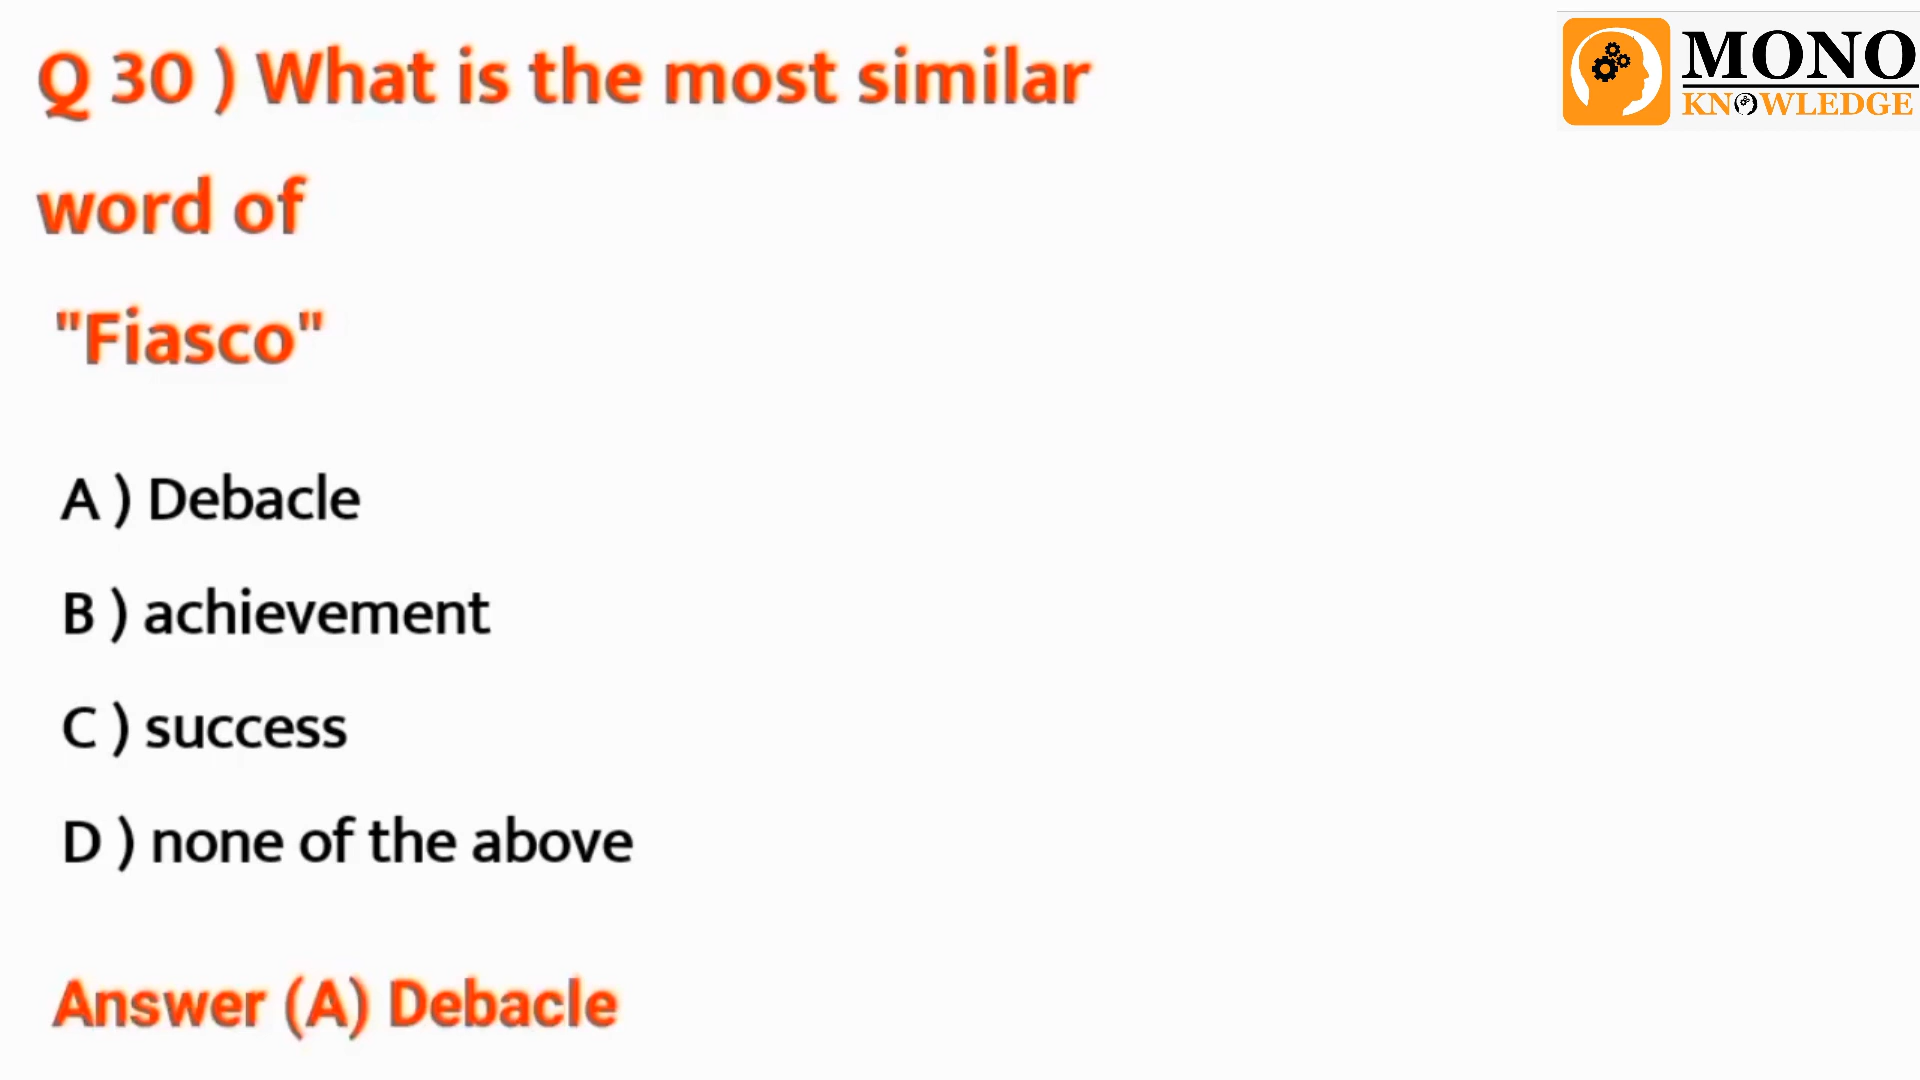 Q 30 ) What is the most similar
word of
"Fiasco"
A ) Debacle
B ) achievement
C ) success
D ) none of the above
Answer (A) Debacle
MONO
KNOWLEDGE